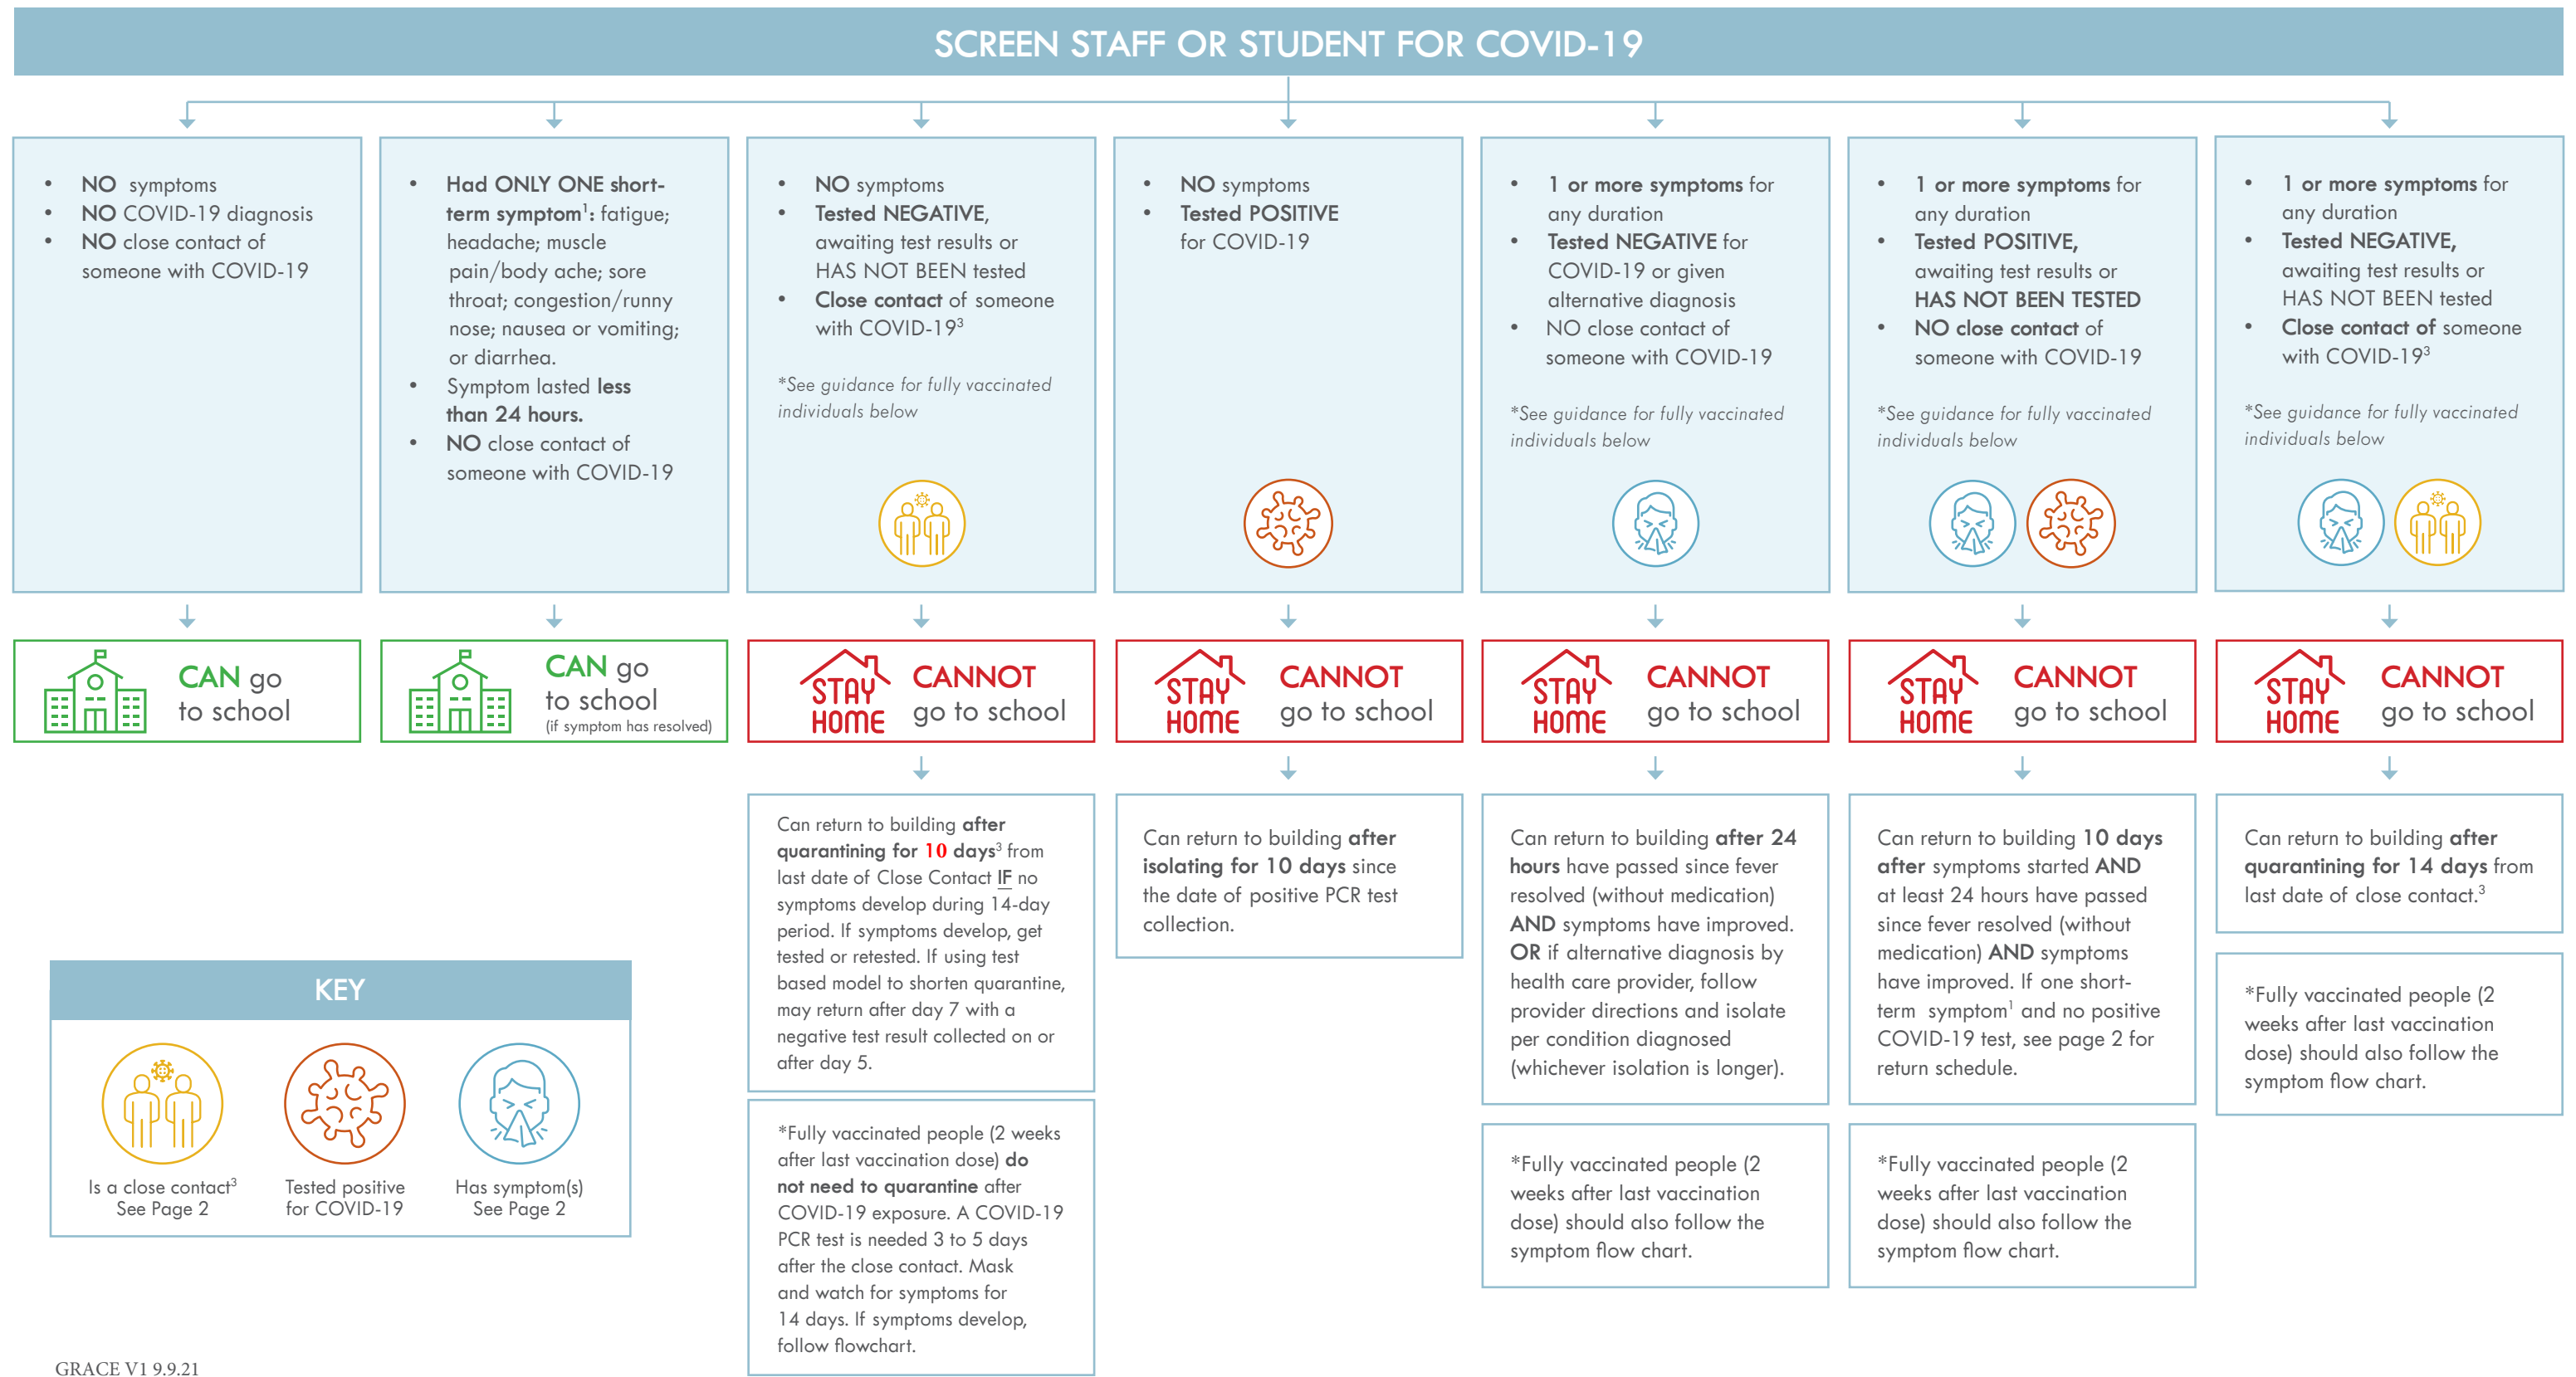 SCREEN STAFF OR STUDENT FOR COVID-19
• NO symptoms
• NO COVID-19 diagnosis
• NO close contact of
someone with COVID-19
• Had ONLY ONE short-
term symptom1: fatigue;
headache; muscle
pain/body ache; sore
throat; congestion/runny
nose; nausea or vomiting;
or diarrhea.
• Symptom lasted less
than 24 hours.
• NO close contact of
someone with COVID-19
• NO symptoms
• Tested NEGATIVE,
awaiting test results or
HAS NOT BEEN tested
• Close contact of someone
with COVID-193
*See guidance for fully vaccinated
individuals below
• NO symptoms
• Tested POSITIVE
for COVID-19
• 1 or more symptoms for
any duration
• Tested NEGATIVE for
COVID-19 or given
alternative diagnosis
• NO close contact of
someone with COVID-19
*See guidance for fully vaccinated
individuals below
• 1 or more symptoms for
any duration
• Tested POSITIVE,
awaiting test results or
HAS NOT BEEN TESTED
• NO close contact of
someone with COVID-19
*See guidance for fully vaccinated
individuals below
• 1 or more symptoms for
any duration
• Tested NEGATIVE,
awaiting test results or
HAS NOT BEEN tested
• Close contact of someone
with COVID-193
*See guidance for fully vaccinated
individuals below
CAN go
to school
CAN go
to school
(if symptom has resolved)
STAY
HOME
CANNOT
go to school
STAY
HOME
CANNOT
go to school
STAY
HOME
CANNOT
go to school
STAY
HOME
CANNOT
go to school
STAY
HOME
CANNOT
go to school
Can return to building after
quarantining for 10 days3 from
last date of Close Contact IF no
symptoms develop during 14-day
period. If symptoms develop, get
tested or retested. If using test
based model to shorten quarantine,
may return after day 7 with a
negative test result collected on or
after day 5.
*Fully vaccinated people (2 weeks
after last vaccination dose) do
not need to quarantine after
COVID-19 exposure. A COVID-19
PCR test is needed 3 to 5 days
after the close contact. Mask
and watch for symptoms for
14 days. If symptoms develop,
follow flowchart.
Can return to building after
isolating for 10 days since
the date of positive PCR test
collection.
Can return to building after 24
hours have passed since fever
resolved (without medication)
AND symptoms have improved.
OR if alternative diagnosis by
health care provider, follow
provider directions and isolate
per condition diagnosed
(whichever isolation is longer).
*Fully vaccinated people (2
weeks after last vaccination
dose) should also follow the
symptom flow chart.
Can return to building 10 days
after symptoms started AND
at least 24 hours have passed
since fever resolved (without
medication) AND symptoms
have improved. If one short-
term symptom1 and no positive
COVID-19 test, see page 2 for
return schedule.
*Fully vaccinated people (2
weeks after last vaccination
dose) should also follow the
symptom flow chart.
Can return to building after
quarantining for 14 days from
last date of close contact.3
*Fully vaccinated people (2
weeks after last vaccination
dose) should also follow the
symptom flow chart.
KEY
Is a close contact3
See Page 2
Tested positive
for COVID-19
Has symptom(s)
See Page 2
GRACE V1 9.9.21